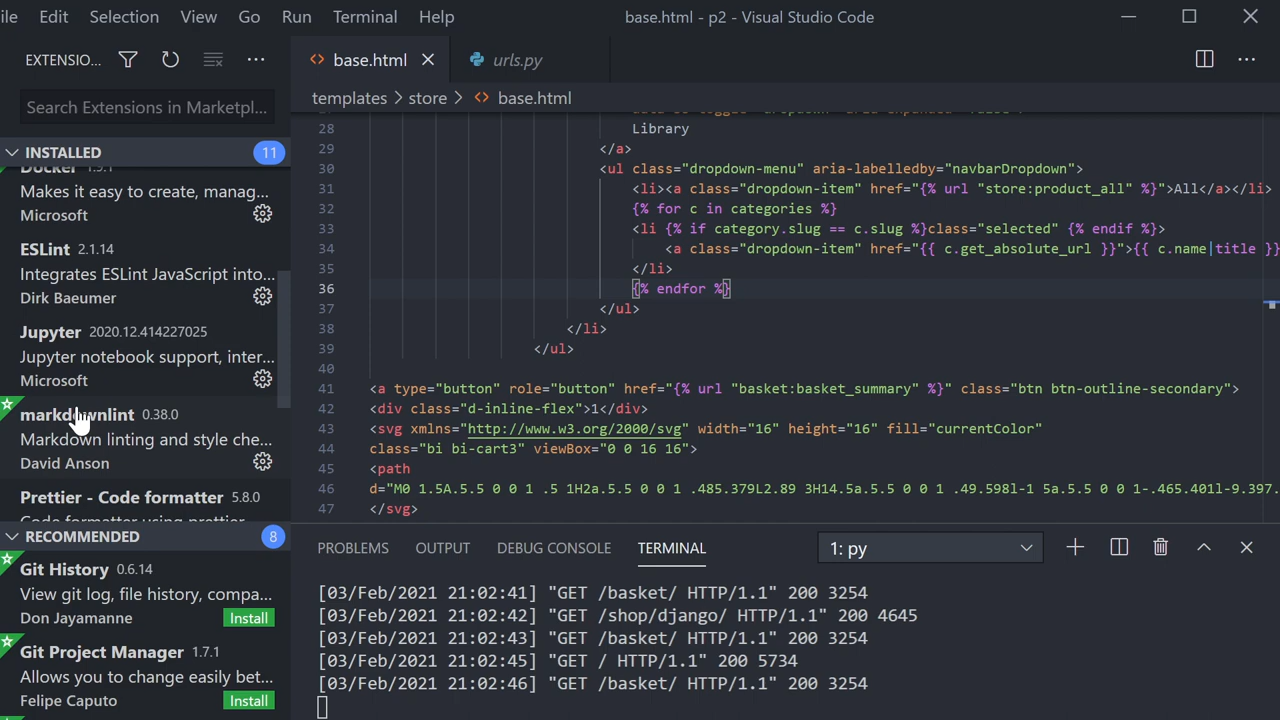 ile Edit Selection View Go Run Terminal Help base.html - p2 - Visual Studio Code
EXTENSIO...
base.html
urls.py
templates > store > base.html
Search Extensions in Marketpl...
INSTALLED 11
Docker 1.9.1
Makes it easy to create, manag...
Microsoft
ESLint 2.1.14
Integrates ESLint JavaScript into...
Dirk Baeumer
Jupyter 2020.12.414227025
Jupyter notebook support, inter...
Microsoft
markdownlint 0.38.0
Markdown linting and style che...
David Anson
Prettier - Code formatter 5.8.0
Code formatter using prettier
RECOMMENDED 8
Git History 0.6.14
View git log, file history, compa...
Don Jayamanne Install
Git Project Manager 1.7.1
Allows you to change easily bet...
Felipe Caputo Install
28 Library
29 </a>
30 <ul class="dropdown-menu" aria-labelledby="navbarDropdown">
31 <li><a class="dropdown-item" href="{% url "store:product_all" %}">All</a></li>
32 {% for c in categories %}
33 <li {% if category.slug == c.slug %}class="selected" {% endif %}>
34 <a class="dropdown-item" href="{{ c.get_absolute_url }}">{{ c.name|title }}
35 </li>
36 {% endfor %}
37 </ul>
38 </li>
39 </ul>
40
41 <a type="button" role="button" href="{% url "basket:basket_summary" %}" class="btn btn-outline-secondary">
42 <div class="d-inline-flex">1</div>
43 <svg xmlns="http://www.w3.org/2000/svg" width="16" height="16" fill="currentColor"
44 class="bi bi-cart3" viewBox="0 0 16 16">
45 <path
46 d="M0 1.5A.5.5 0 0 1 .5 1H2a.5.5 0 0 1 .485.379L2.89 3H14.5a.5.5 0 0 1 .49.598l-1 5a.5.5 0 0 1-.465.401l-9.397.
47 </svg>
PROBLEMS OUTPUT DEBUG CONSOLE TERMINAL 1: py
[03/Feb/2021 21:02:41] "GET /basket/ HTTP/1.1" 200 3254
[03/Feb/2021 21:02:42] "GET /shop/django/ HTTP/1.1" 200 4645
[03/Feb/2021 21:02:43] "GET /basket/ HTTP/1.1" 200 3254
[03/Feb/2021 21:02:45] "GET / HTTP/1.1" 200 5734
[03/Feb/2021 21:02:46] "GET /basket/ HTTP/1.1" 200 3254